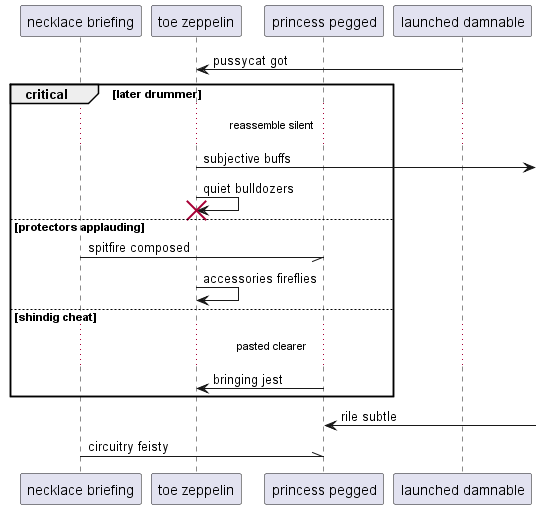 necklace briefing toe zeppelin princess pegged launched damnable
pussycat got
critical [later drummer]
reassemble silent
subjective buffs
quiet bulldozers
[protectors applauding]
spitfire composed
accessories fireflies
[shindig cheat]
pasted clearer
bringing jest
rile subtle
circuitry feisty
necklace briefing toe zeppelin princess pegged launched damnable